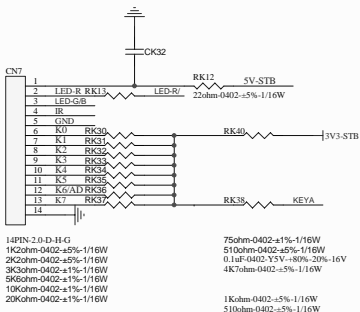 CK32
CN7
1
2
3
4
5
6
7
8
9
10
11
12
13
14
LED-R RK13
LED-R/
LED-G/B
IR
GND
K0 RK30
K1 RK31
K2 RK32
K3 RK33
K4 RK34
K5 RK35
K6/AD RK36
K7 RK37
RK12
5V-STB
22ohm-0402-±5%-1/16W
RK40
3V3-STB
RK38
KEYA
14PIN-2.0-D-H-G
1K2ohm-0402-±5%-1/16W
2K2ohm-0402-±5%-1/16W
3K3ohm-0402-±1%-1/16W
5K6ohm-0402-±1%-1/16W
10Kohm-0402-±1%-1/16W
20Kohm-0402-±1%-1/16W
75ohm-0402-±1%-1/16W
510ohm-0402-±5%-1/16W
0.1uF-0402-Y5V-+80%-20%-16V
4K7ohm-0402-±5%-1/16W
1Kohm-0402-±5%-1/16W
510ohm-0402-±5%-1/16W